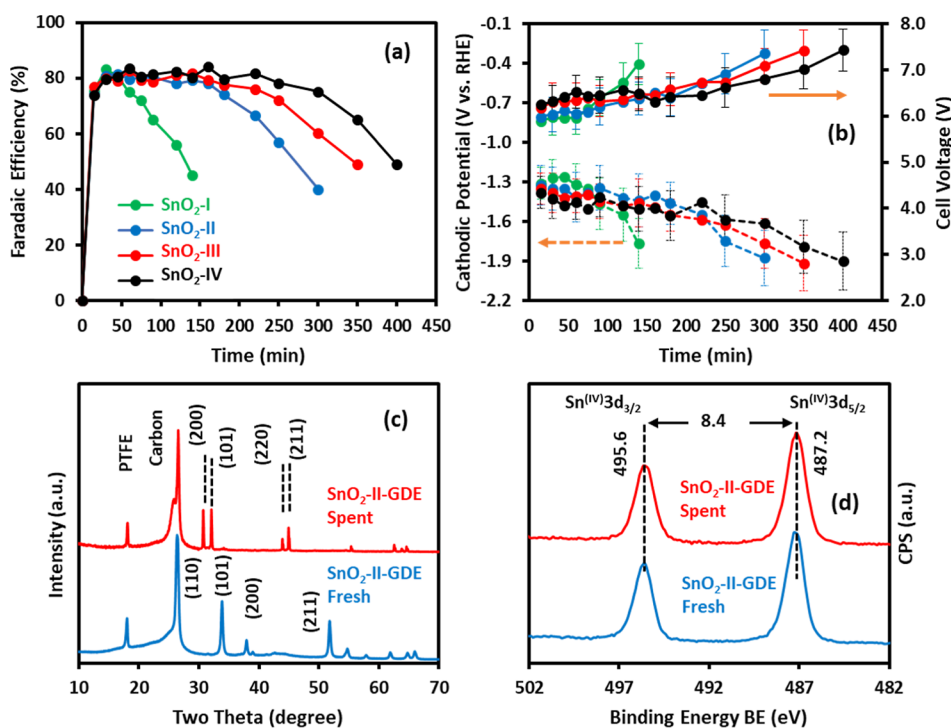 (a)
Faradaic Efficiency (%)
100
80
60
40
20
0
SnO2-I
SnO2-II
SnO2-III
SnO2-IV
0 50 100 150 200 250 300 350 400 450
Time (min)
(b)
Cathodic Potential (V vs. RHE)
-0.1
-0.4
-0.7
-1.0
-1.3
-1.6
-1.9
-2.2
8.0
7.0
6.0
5.0
4.0
3.0
2.0
Cell Voltage (V)
0 50 100 150 200 250 300 350 400 450
Time (min)
(c)
Intensity (a.u.)
PTFE
Carbon
(200)
(101)
(220)
(211)
SnO2-II-GDE
Spent
(110)
(101)
(200)
(211)
SnO2-II-GDE
Fresh
10 20 30 40 50 60 70
Two Theta (degree)
Sn(IV)3d3/2
Sn(IV)3d5/2
8.4
495.6
487.2
SnO2-II-GDE
Spent
(d)
SnO2-II-GDE
Fresh
CPS (a.u.)
502 497 492 487 482
Binding Energy BE (eV)